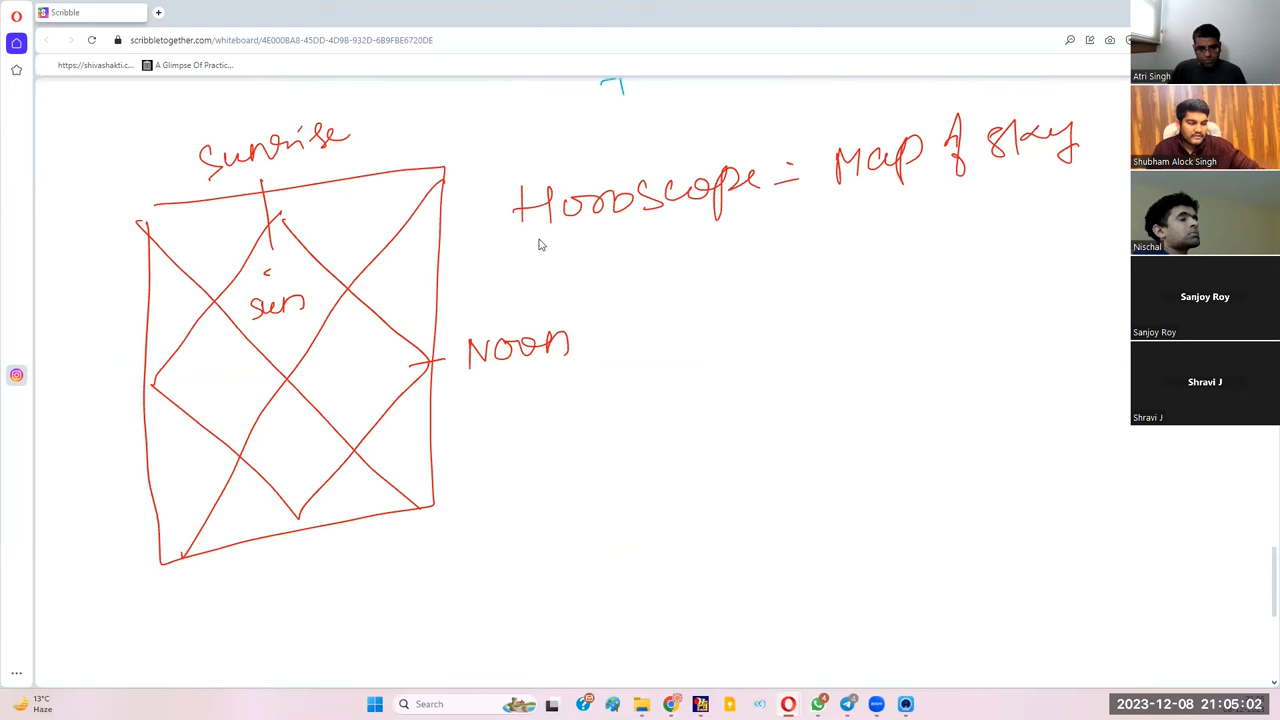 Scribble
scribbletogether.com/whiteboard/4E000BA8-45DD-4D9B-932D-6B9FBE6720DE
https://shivashakti.c...
A Glimpse Of Practic...
Sunrise
Horoscope = Map of sky
sun
Noon
Atri Singh
Shubham Alock Singh
Nischal
Sanjoy Roy
Sanjoy Roy
Shravi J
Shravi J
13°C
Haze
Search
2023-12-08 21:05:02